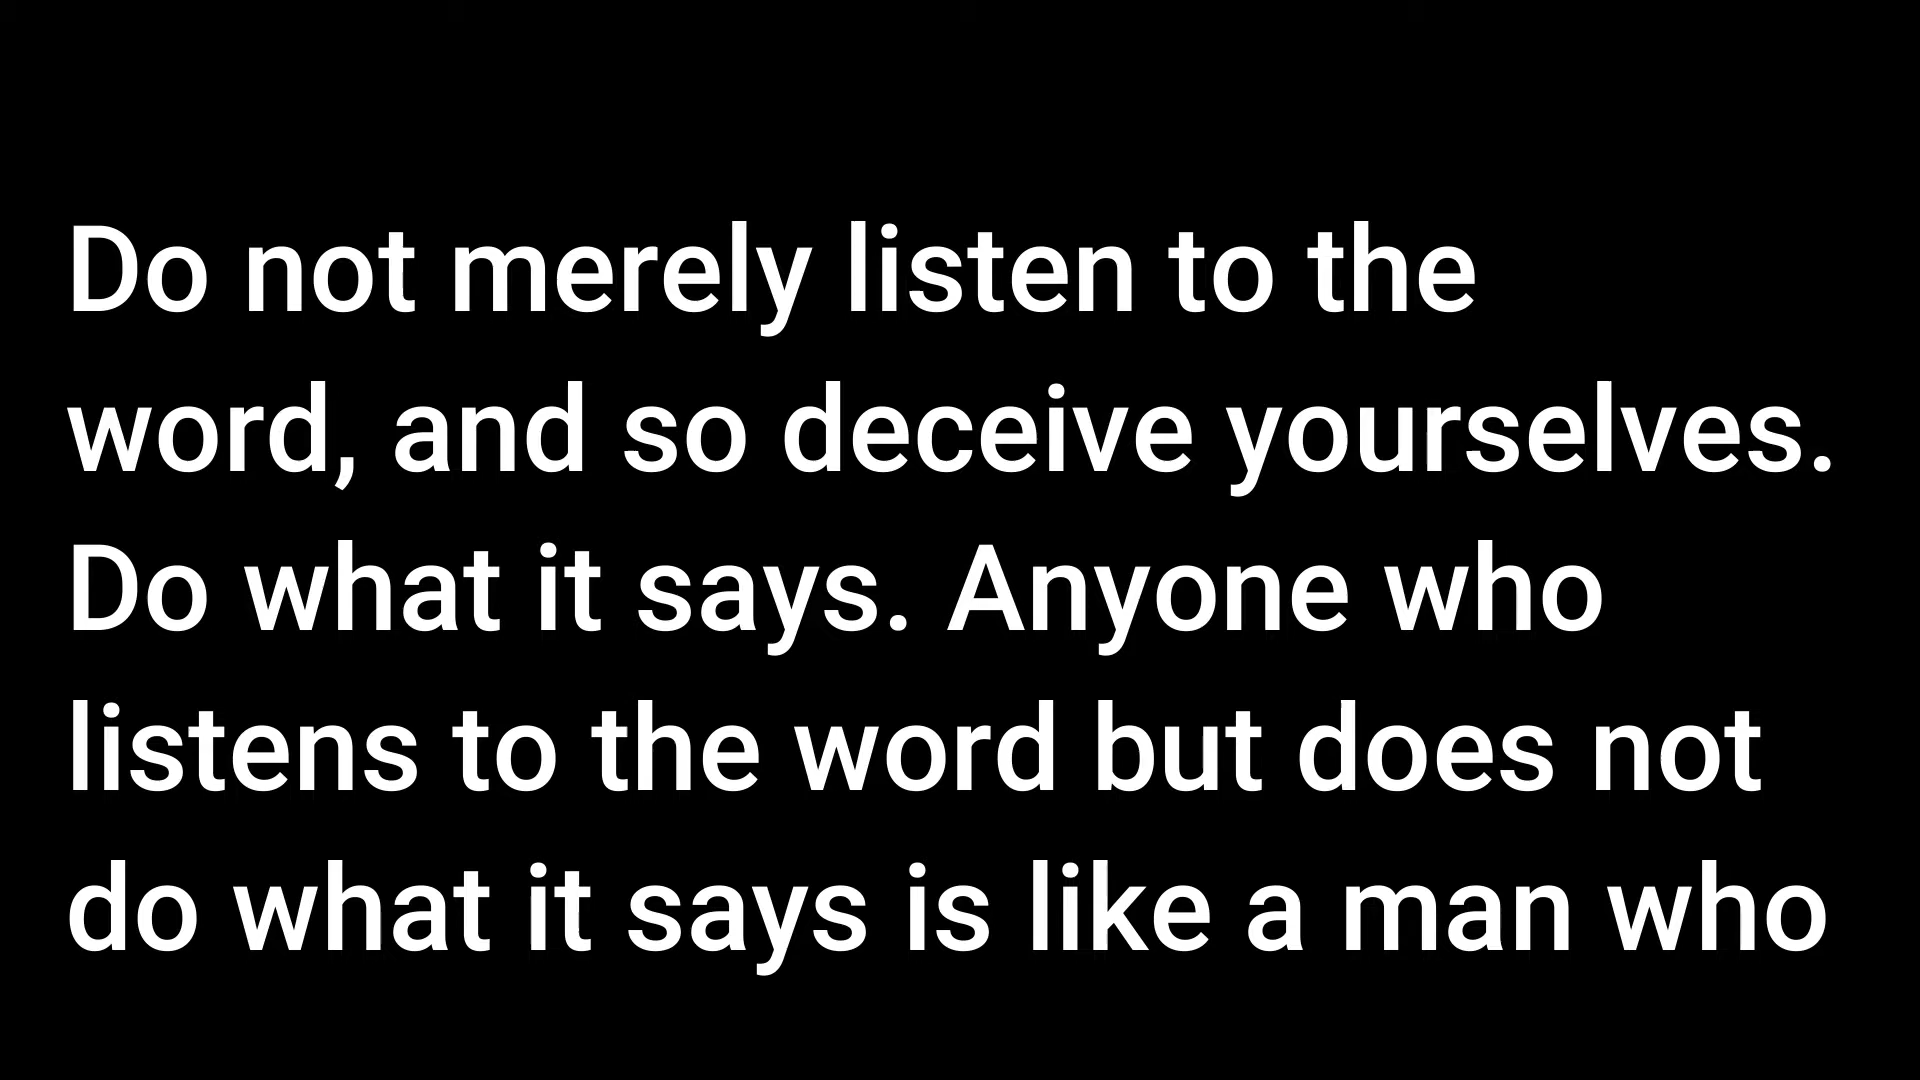 Do not merely listen to the
word, and so deceive yourselves.
Do what it says. Anyone who
listens to the word but does not
do what it says is like a man who